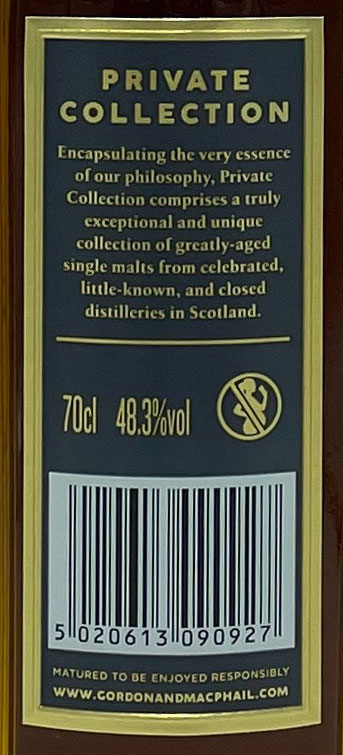 PRIVATE
COLLECTION
Encapsulating the very essence
of our philosophy, Private
Collection comprises a truly
exceptional and unique
collection of greatly-aged
single malts from celebrated,
little-known, and closed
distilleries in Scotland.
70cl 48.3%vol
5 020613 090927
MATURED TO BE ENJOYED RESPONSIBLY
WWW.GORDONANDMACPHAIL.COM